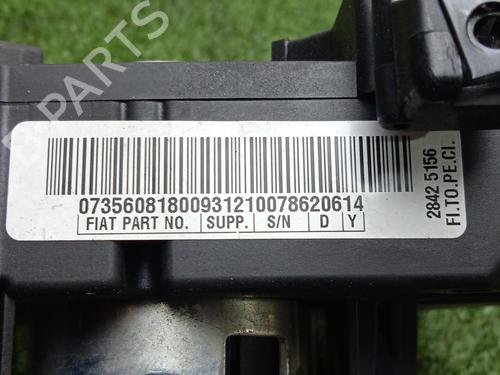 B-PARTS
07356081800931210078620614
FIAT PART NO. SUPP. S/N D Y
2842 5156
FI.TO.PE.CI.